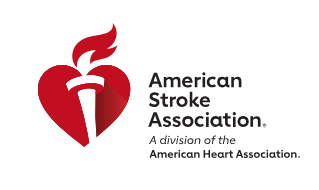 American
Stroke
Association®
A division of the
American Heart Association.